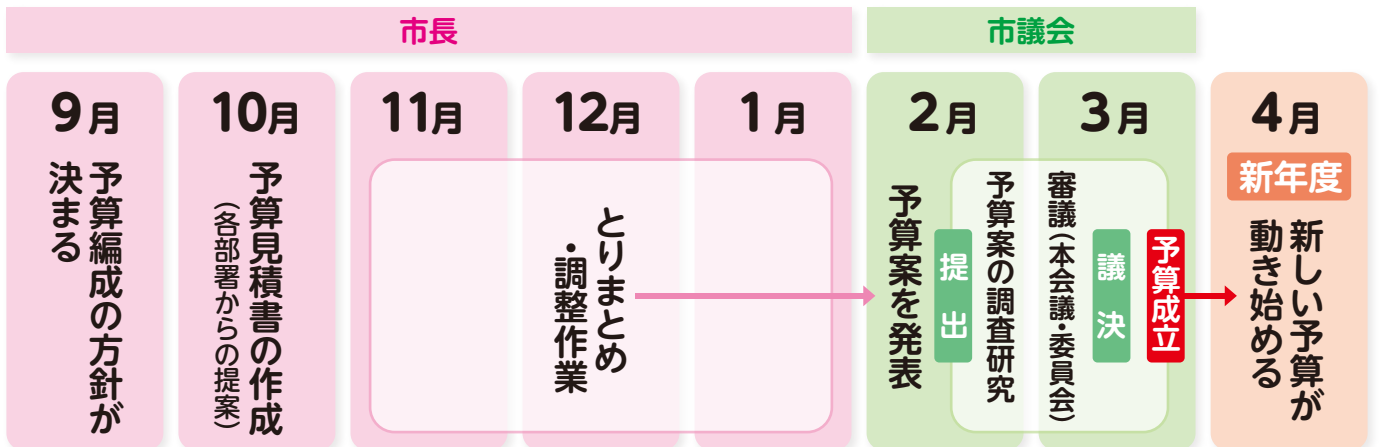 市長
市議会
9月
予算編成の方針が
決まる
10月
予算見積書の作成
（各部署からの提案）
11月
12月
1月
とりまとめ
・調整作業
2月
予算案を発表
提出
予算案の調査研究
3月
審議（本会議・委員会）
議決
予算成立
4月
新年度
新しい予算が
動き始める